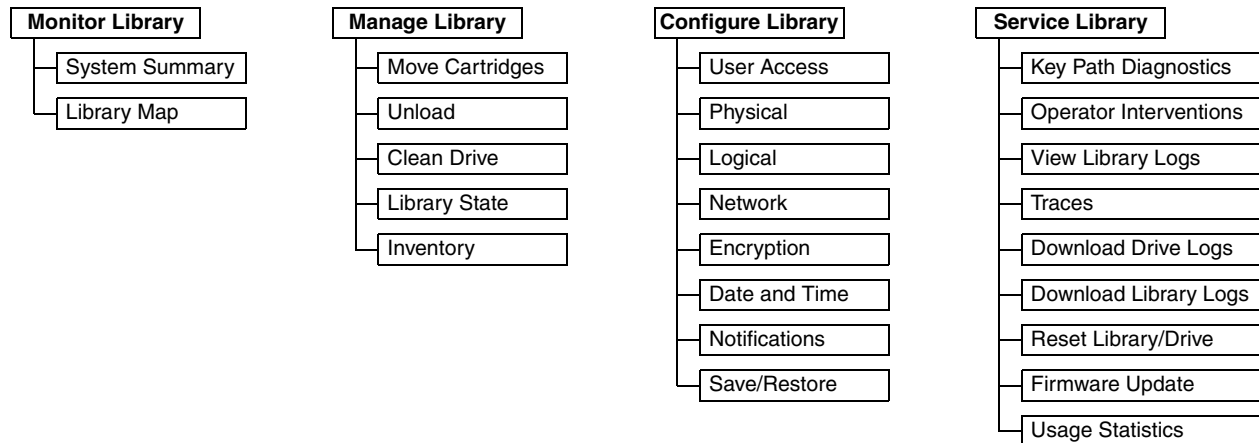 Monitor Library
System Summary
Library Map
Manage Library
Move Cartridges
Unload
Clean Drive
Library State
Inventory
Configure Library
User Access
Physical
Logical
Network
Encryption
Date and Time
Notifications
Save/Restore
Service Library
Key Path Diagnostics
Operator Interventions
View Library Logs
Traces
Download Drive Logs
Download Library Logs
Reset Library/Drive
Firmware Update
Usage Statistics